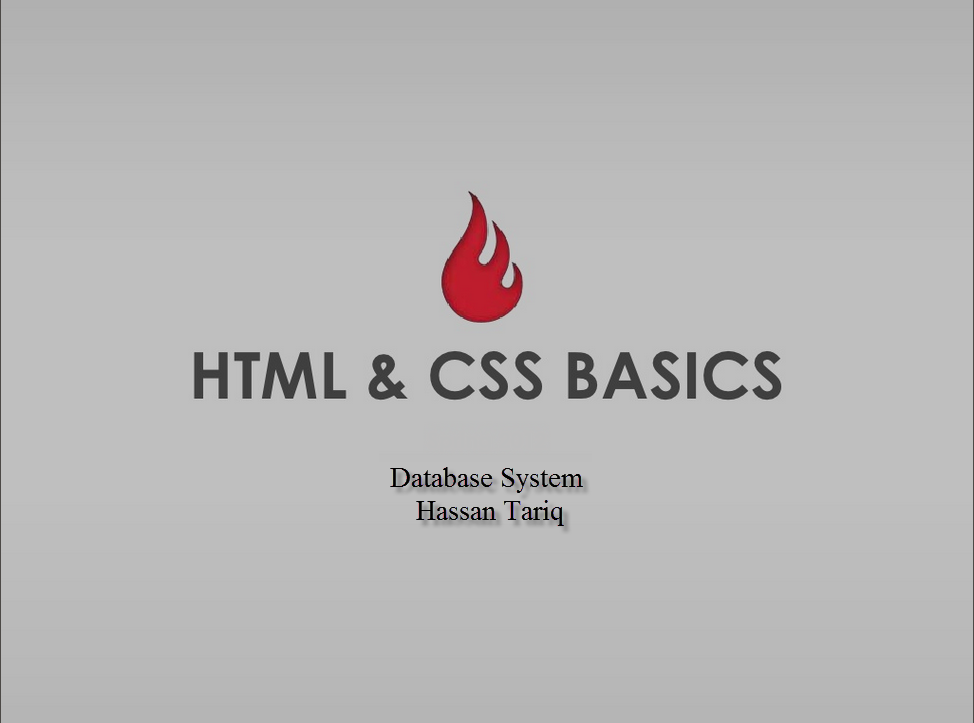 HTML & CSS BASICS
Database System
Hassan Tariq